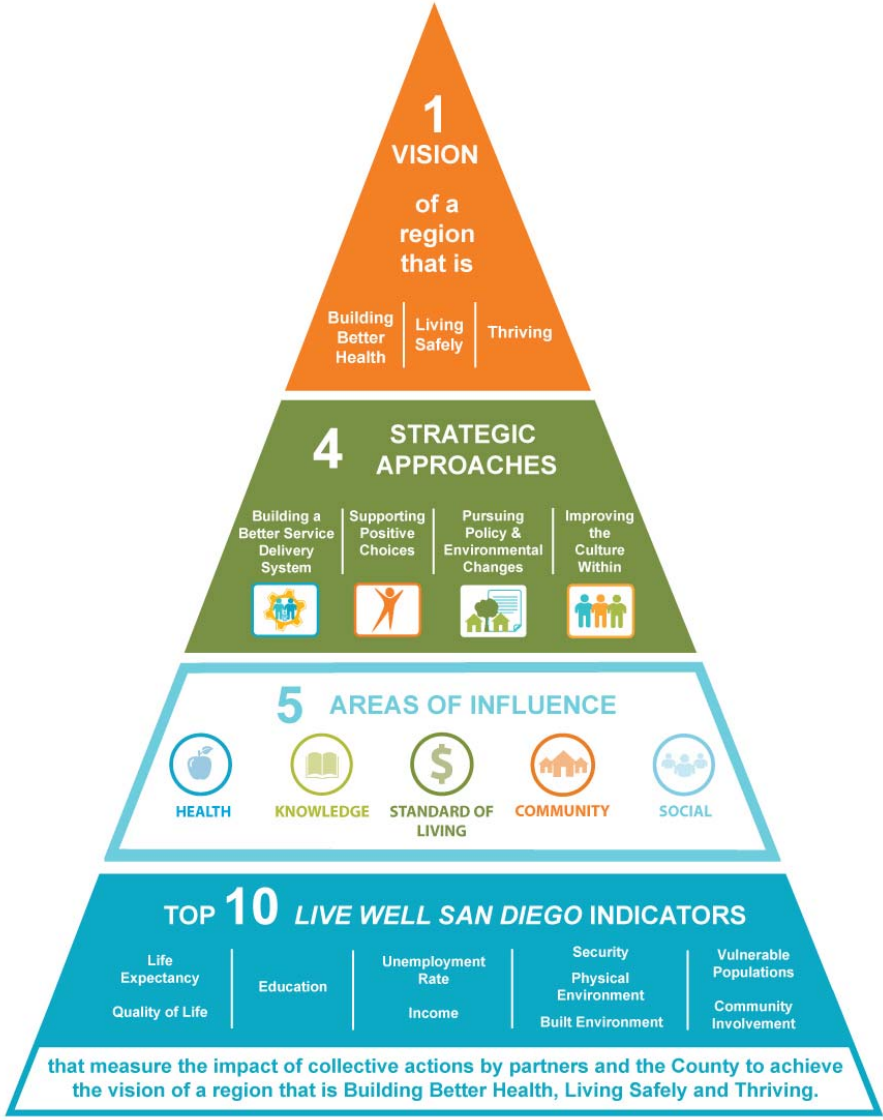 1
VISION
of a
region
that is
Building
Better
Health
Living
Safely
Thriving
4
STRATEGIC
APPROACHES
Building a
Better Service
Delivery
System
Supporting
Positive
Choices
Pursuing
Policy &
Environmental
Changes
Improving
the
Culture
Within
5 AREAS OF INFLUENCE
$
HEALTH
KNOWLEDGE
STANDARD OF
LIVING
COMMUNITY
SOCIAL
TOP 10 LIVE WELL SAN DIEGO INDICATORS
Life
Expectancy
Quality of Life
Education
Unemployment
Rate
Income
Security
Physical
Environment
Built Environment
Vulnerable
Populations
Community
Involvement
that measure the impact of collective actions by partners and the County to achieve
the vision of a region that is Building Better Health, Living Safely and Thriving.